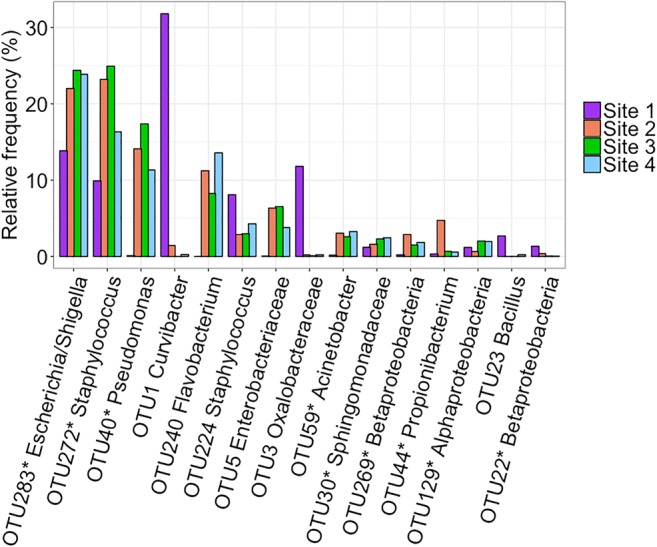 Relative frequency (%)
30
20
10
0
Site 1
Site 2
Site 3
Site 4
OTU283* Escherichia/Shigella
OTU272* Staphylococcus
OTU40* Pseudomonas
OTU1 Curvibacter
OTU240 Flavobacterium
OTU224 Staphylococcus
OTU5 Enterobacteriaceae
OTU3 Oxalobacteraceae
OTU59* Acinetobacter
OTU30* Sphingomonadaceae
OTU269* Betaproteobacteria
OTU44* Propionibacterium
OTU129* Alphaproteobacteria
OTU23 Bacillus
OTU22* Betaproteobacteria